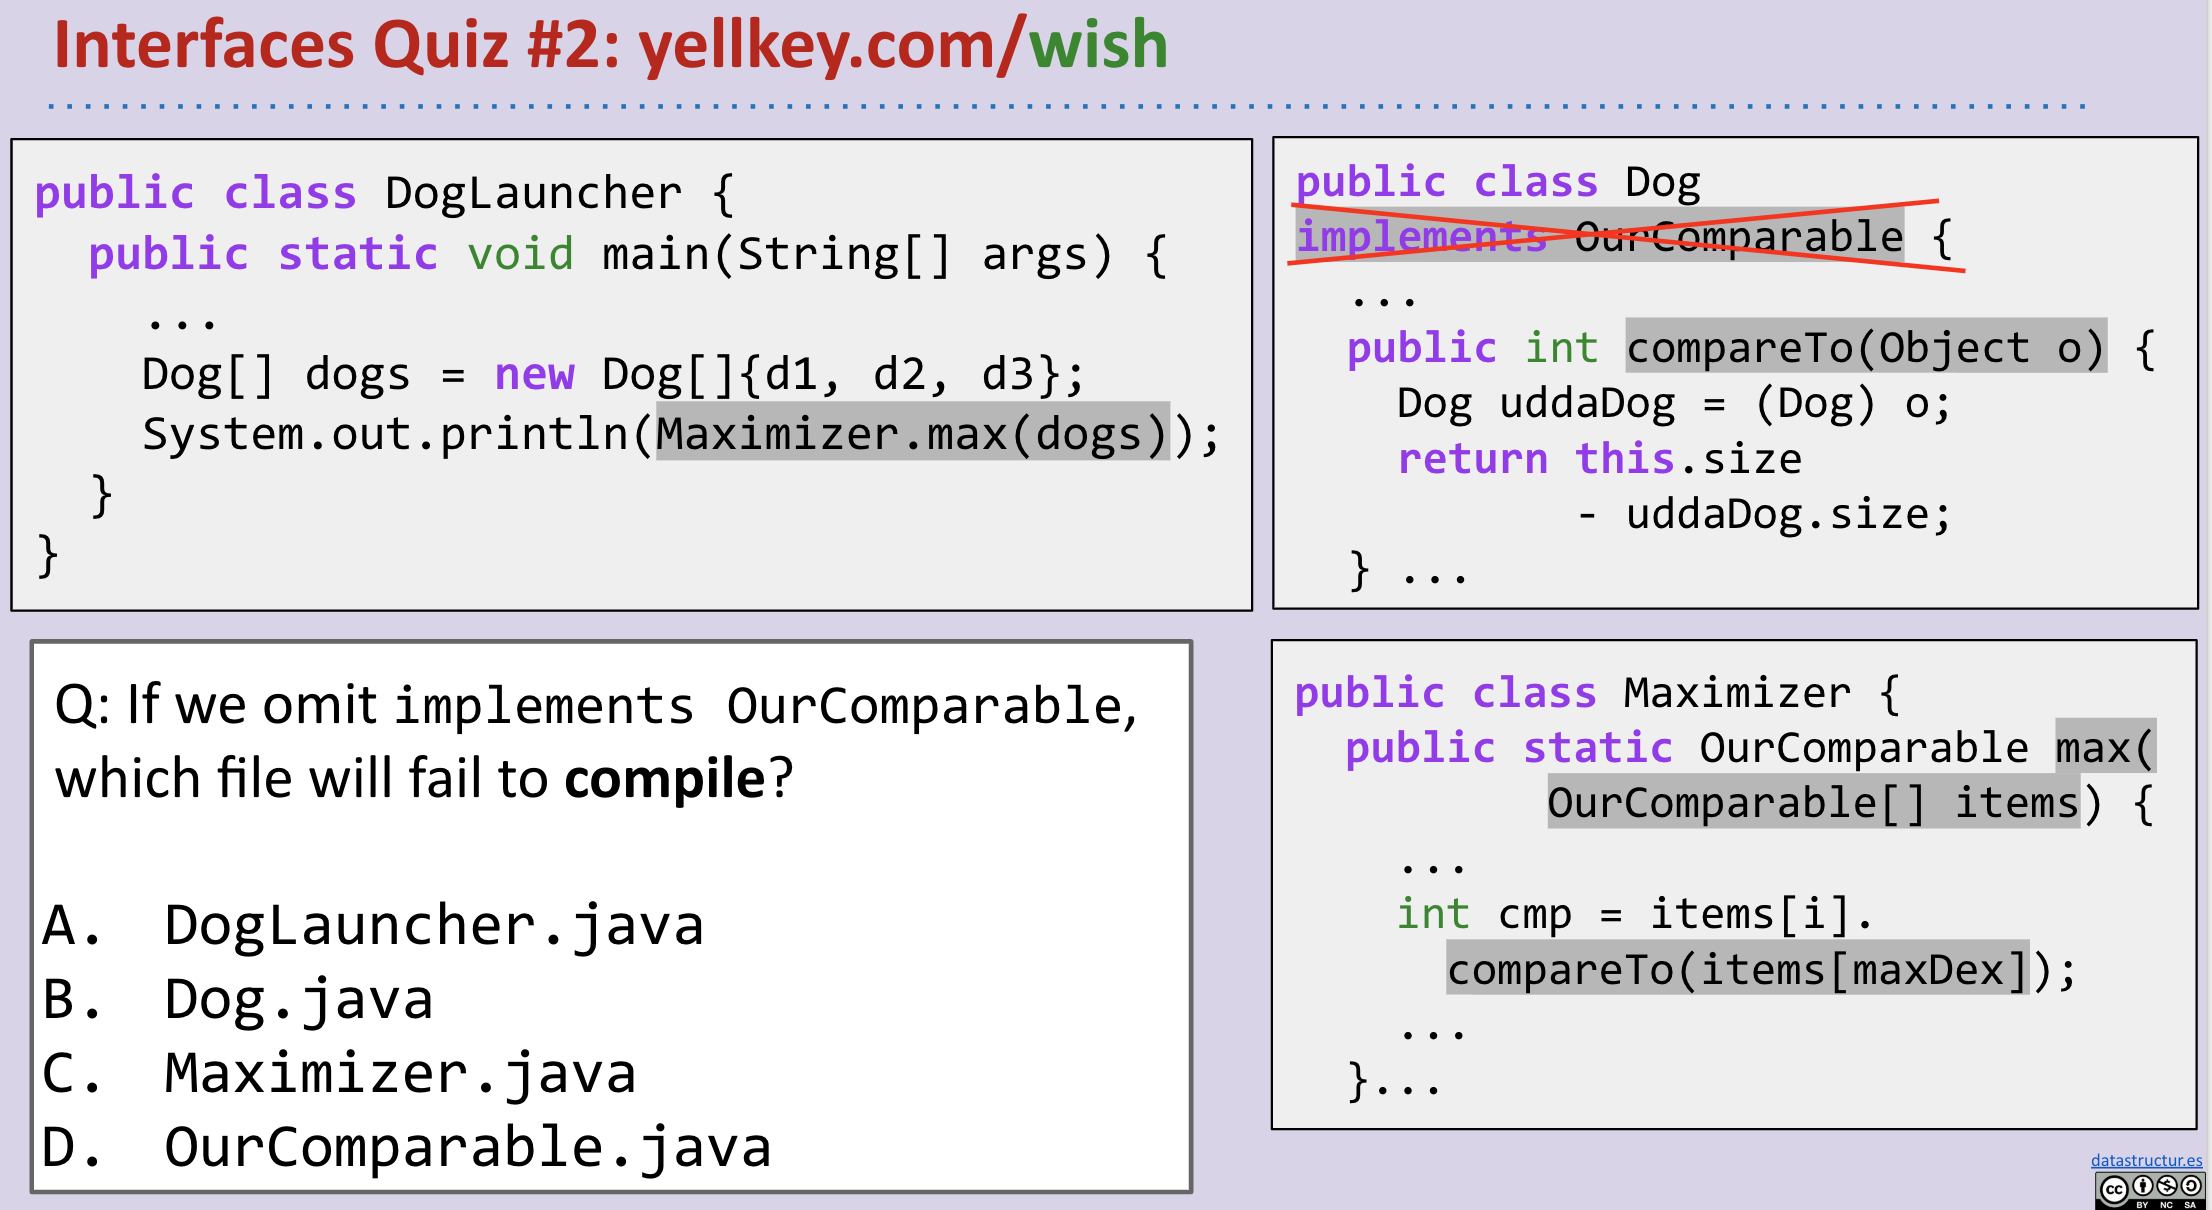 Interfaces Quiz #2: yellkey.com/wish
public class DogLauncher {
  public static void main(String[] args) {
    ...
    Dog[] dogs = new Dog[]{d1, d2, d3};
    System.out.println(Maximizer.max(dogs));
  }
}
public class Dog
implements OurComparable {
  ...
  public int compareTo(Object o) {
    Dog uddaDog = (Dog) o;
    return this.size
           - uddaDog.size;
  } ...
Q: If we omit implements OurComparable,
which file will fail to compile?
A. DogLauncher.java
B. Dog.java
C. Maximizer.java
D. OurComparable.java
public class Maximizer {
  public static OurComparable max(
          OurComparable[] items) {
    ...
    int cmp = items[i].
      compareTo(items[maxDex]);
    ...
  }...
datastructur.es
cc
BY NC SA